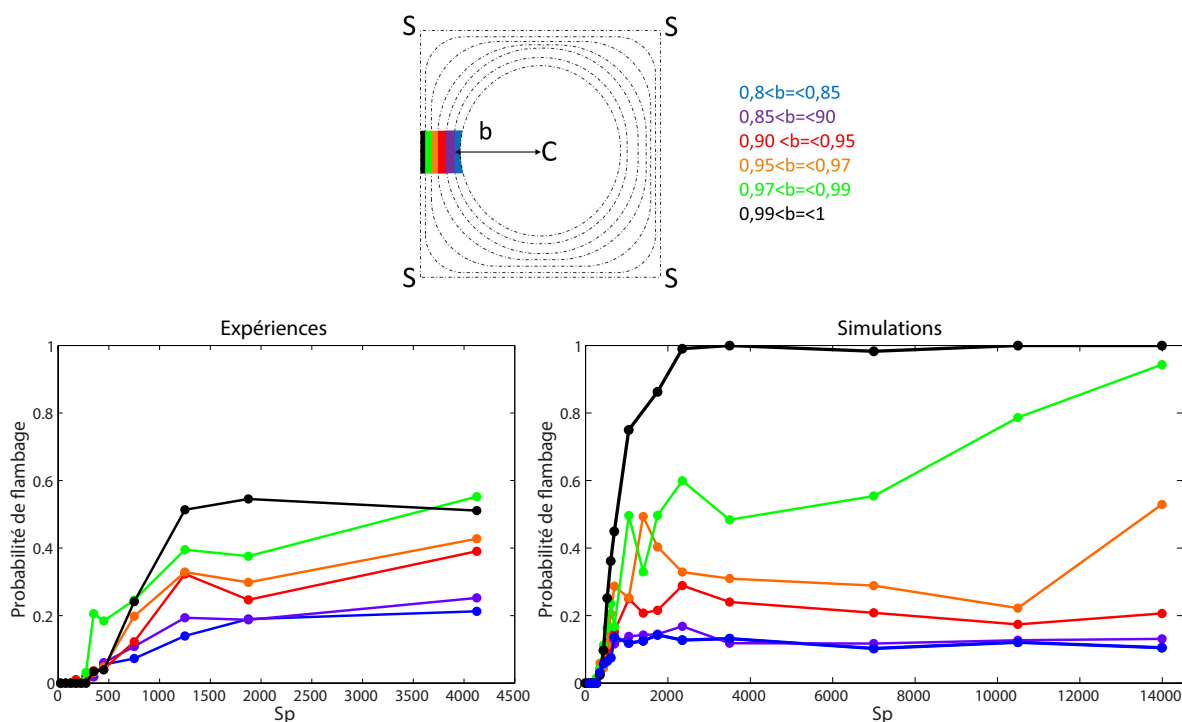 S S
0,8<b=<0,85
0,85<b=<90
0,90 <b=<0,95
0,95<b=<0,97
0,97<b=<0,99
0,99<b=<1
b
C
S S
Expériences
Simulations
Probabilité de flambage
1
0.8
0.6
0.4
0.2
0
0 500 1000 1500 2000 2500 3000 3500 4000 4500
Sp
Probabilité de flambage
1
0.8
0.6
0.4
0.2
0
0 2000 4000 6000 8000 10000 12000 14000
Sp